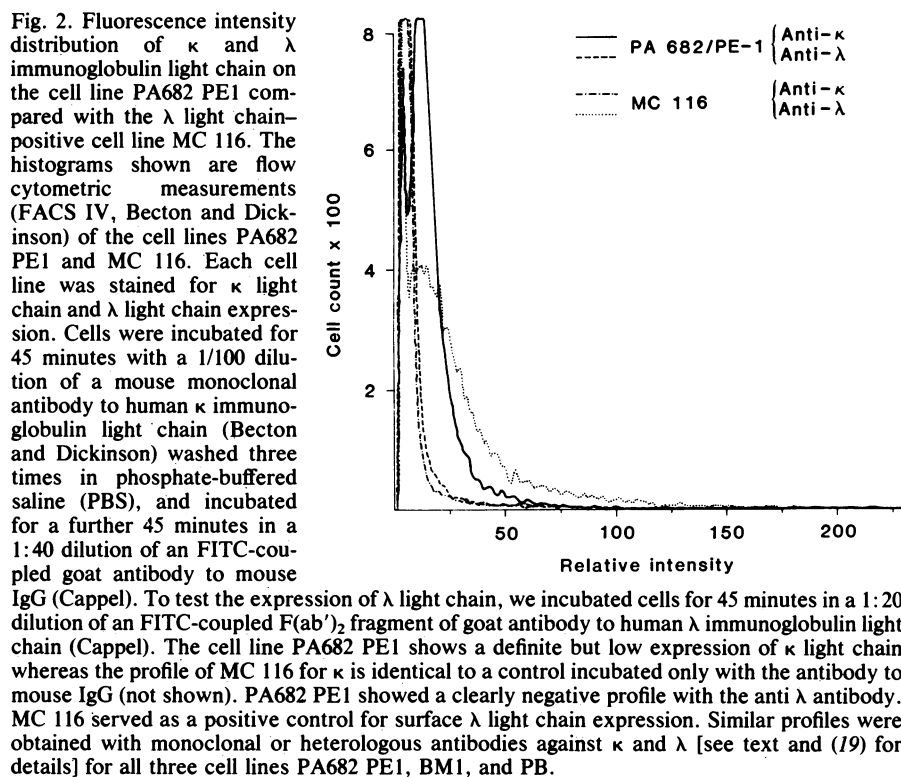 Fig. 2. Fluorescence intensity
distribution of κ and λ
immunoglobulin light chain on
the cell line PA682 PE1 com-
pared with the λ light chain–
positive cell line MC 116. The
histograms shown are flow
cytometric measurements
(FACS IV, Becton and Dick-
inson) of the cell lines PA682
PE1 and MC 116. Each cell
line was stained for κ light
chain and λ light chain expres-
sion. Cells were incubated for
45 minutes with a 1/100 dilu-
tion of a mouse monoclonal
antibody to human κ immuno-
globulin light chain (Becton
and Dickinson) washed three
times in phosphate-buffered
saline (PBS), and incubated
for a further 45 minutes in a
1:40 dilution of an FITC-cou-
pled goat antibody to mouse
IgG (Cappel). To test the expression of λ light chain, we incubated cells for 45 minutes in a 1:20
dilution of an FITC-coupled F(ab′)₂ fragment of goat antibody to human λ immunoglobulin light
chain (Cappel). The cell line PA682 PE1 shows a definite but low expression of κ light chain
whereas the profile of MC 116 for κ is identical to a control incubated only with the antibody to
mouse IgG (not shown). PA682 PE1 showed a clearly negative profile with the anti λ antibody.
MC 116 served as a positive control for surface λ light chain expression. Similar profiles were
obtained with monoclonal or heterologous antibodies against κ and λ [see text and (19) for
details] for all three cell lines PA682 PE1, BM1, and PB.
PA 682/PE-1 { Anti-κ
Anti-λ
MC 116 { Anti-κ
Anti-λ
Cell count x 100
8
6
4
2
50 100 150 200
Relative intensity